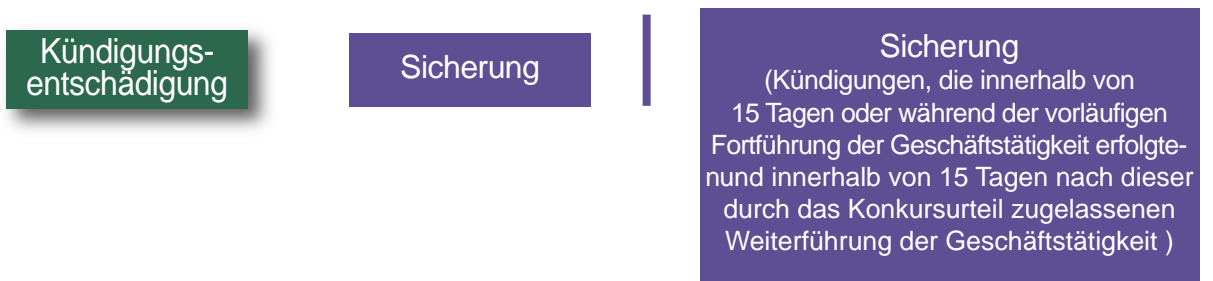 Kündigungs-
entschädigung
Sicherung
Sicherung
(Kündigungen, die innerhalb von
15 Tagen oder während der vorläufigen
Fortführung der Geschäftstätigkeit erfolgte-
nund innerhalb von 15 Tagen nach dieser
durch das Konkursurteil zugelassenen
Weiterführung der Geschäftstätigkeit )